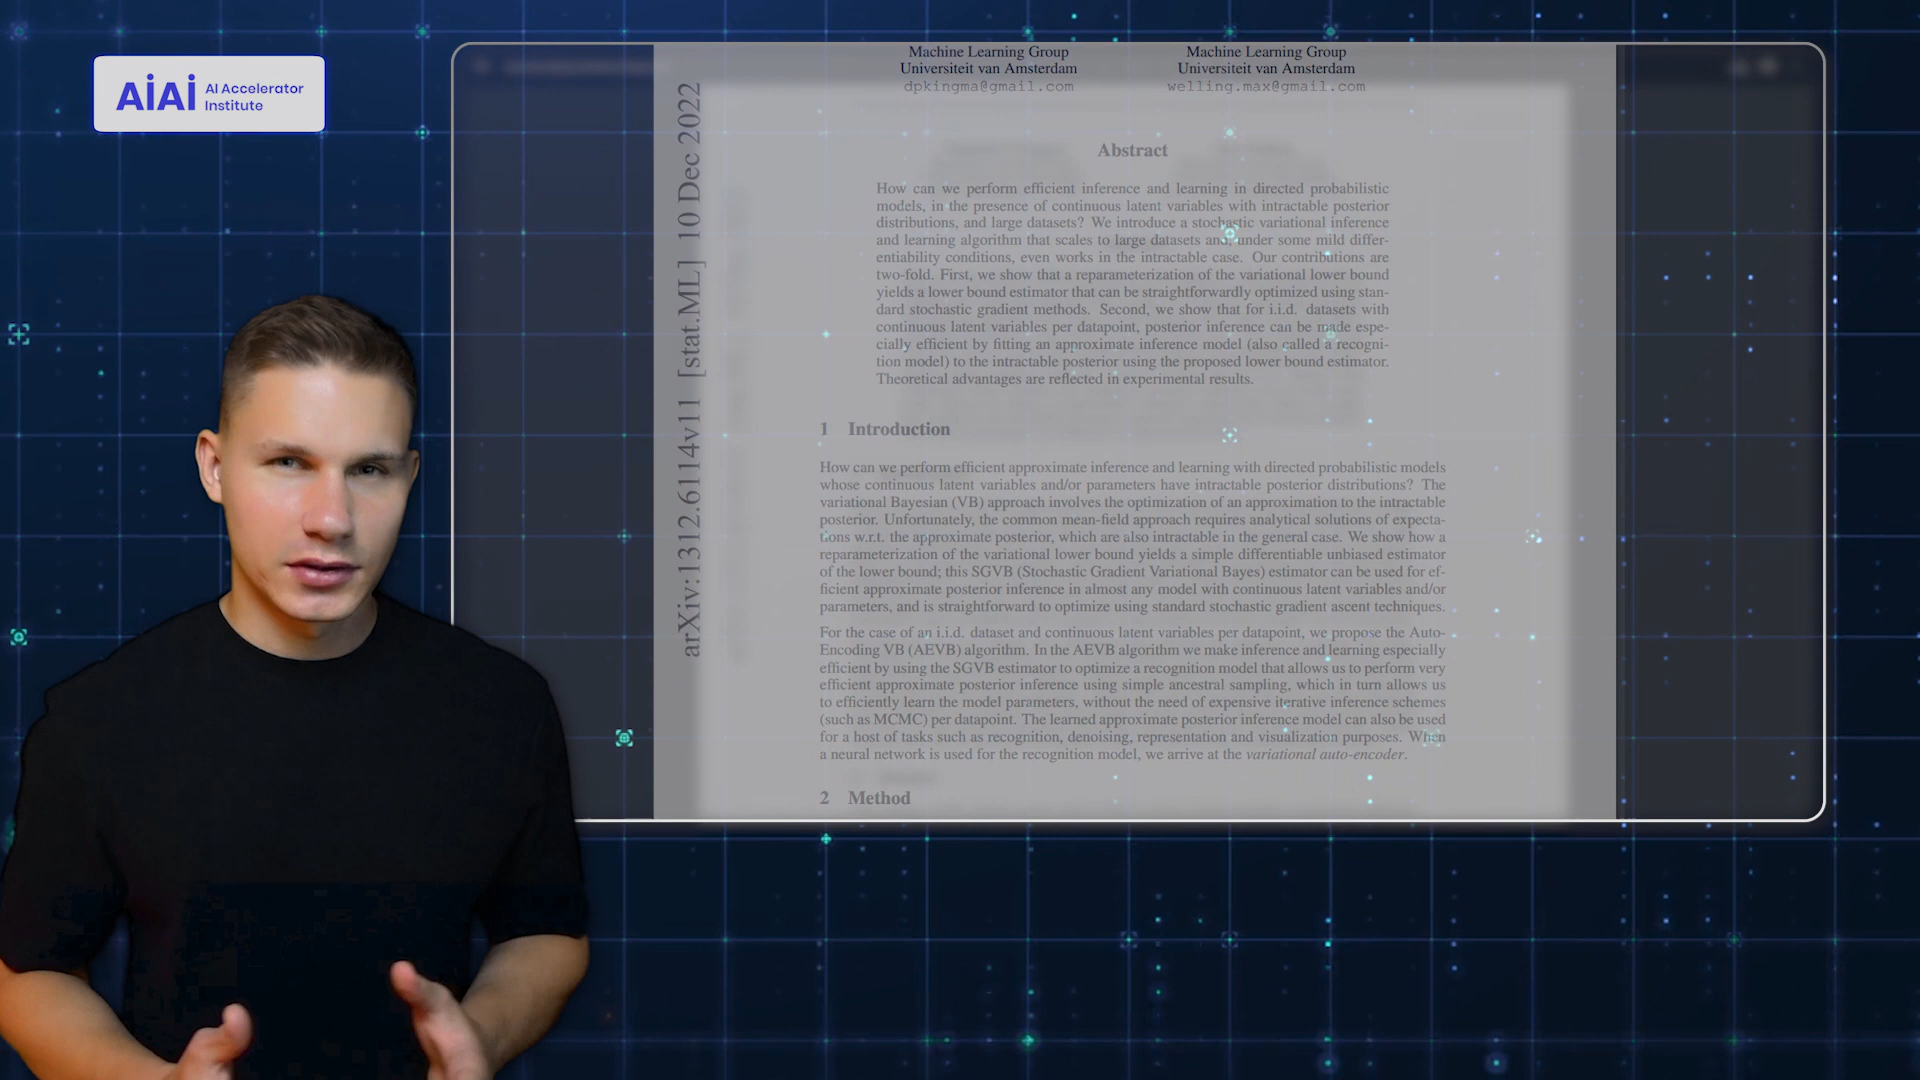 AiAi AI Accelerator
Institute
Machine Learning Group
Universiteit van Amsterdam
dpkingma@gmail.com
Machine Learning Group
Universiteit van Amsterdam
welling.max@gmail.com
arXiv:1312.6114v11 [stat.ML] 10 Dec 2022
Abstract
How can we perform efficient inference and learning in directed probabilistic
models, in the presence of continuous latent variables with intractable posterior
distributions, and large datasets? We introduce a stochastic variational inference
and learning algorithm that scales to large datasets and, under some mild differ-
entiability conditions, even works in the intractable case. Our contributions are
two-fold. First, we show that a reparameterization of the variational lower bound
yields a lower bound estimator that can be straightforwardly optimized using stan-
dard stochastic gradient methods. Second, we show that for i.i.d. datasets with
continuous latent variables per datapoint, posterior inference can be made espe-
cially efficient by fitting an approximate inference model (also called a recogni-
tion model) to the intractable posterior using the proposed lower bound estimator.
Theoretical advantages are reflected in experimental results.
1 Introduction
How can we perform efficient approximate inference and learning with directed probabilistic models
whose continuous latent variables and/or parameters have intractable posterior distributions? The
variational Bayesian (VB) approach involves the optimization of an approximation to the intractable
posterior. Unfortunately, the common mean-field approach requires analytical solutions of expecta-
tions w.r.t. the approximate posterior, which are also intractable in the general case. We show how a
reparameterization of the variational lower bound yields a simple differentiable unbiased estimator
of the lower bound; this SGVB (Stochastic Gradient Variational Bayes) estimator can be used for ef-
ficient approximate posterior inference in almost any model with continuous latent variables and/or
parameters, and is straightforward to optimize using standard stochastic gradient ascent techniques.
For the case of an i.i.d. dataset and continuous latent variables per datapoint, we propose the Auto-
Encoding VB (AEVB) algorithm. In the AEVB algorithm we make inference and learning especially
efficient by using the SGVB estimator to optimize a recognition model that allows us to perform very
efficient approximate posterior inference using simple ancestral sampling, which in turn allows us
to efficiently learn the model parameters, without the need of expensive iterative inference schemes
(such as MCMC) per datapoint. The learned approximate posterior inference model can also be used
for a host of tasks such as recognition, denoising, representation and visualization purposes. When
a neural network is used for the recognition model, we arrive at the variational auto-encoder.
2 Method